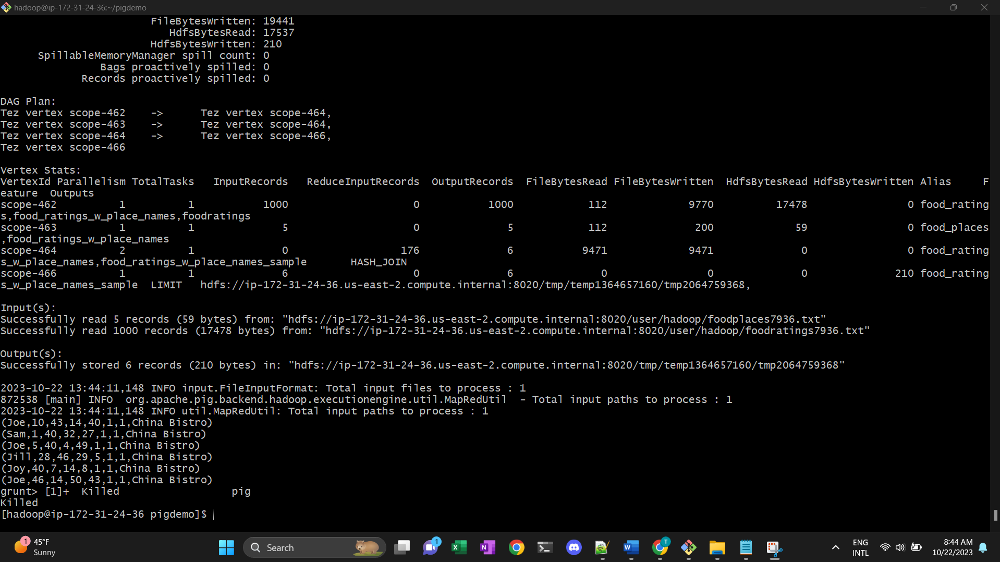 hadoop@ip-172-31-24-36:~/pigdemo
FileBytesWritten: 19441
HdfsBytesRead: 17537
HdfsBytesWritten: 210
SpillableMemoryManager spill count: 0
Bags proactively spilled: 0
Records proactively spilled: 0
DAG Plan:
Tez vertex scope-462    ->      Tez vertex scope-464,
Tez vertex scope-463    ->      Tez vertex scope-464,
Tez vertex scope-464    ->      Tez vertex scope-466,
Tez vertex scope-466
Vertex Stats:
VertexId Parallelism TotalTasks   InputRecords   ReduceInputRecords  OutputRecords  FileBytesRead FileBytesWritten  HdfsBytesRead HdfsBytesWritten Alias     F
eature  Outputs
scope-462          1          1           1000                    0           1000            112             9770          17478                0 food_rating
s,food_ratings_w_place_names,foodratings
scope-463          1          1              5                    0              5            112              200             59                0 food_places
,food_ratings_w_place_names
scope-464          2          1              0                  176              6           9471             9471              0                0 food_rating
s_w_place_names,food_ratings_w_place_names_sample       HASH_JOIN
scope-466          1          1              6                    0              6              0                0              0              210 food_rating
s_w_place_names_sample  LIMIT   hdfs://ip-172-31-24-36.us-east-2.compute.internal:8020/tmp/temp1364657160/tmp2064759368,
Input(s):
Successfully read 5 records (59 bytes) from: "hdfs://ip-172-31-24-36.us-east-2.compute.internal:8020/user/hadoop/foodplaces7936.txt"
Successfully read 1000 records (17478 bytes) from: "hdfs://ip-172-31-24-36.us-east-2.compute.internal:8020/user/hadoop/foodratings7936.txt"
Output(s):
Successfully stored 6 records (210 bytes) in: "hdfs://ip-172-31-24-36.us-east-2.compute.internal:8020/tmp/temp1364657160/tmp2064759368"
2023-10-22 13:44:11,148 INFO input.FileInputFormat: Total input files to process : 1
872538 [main] INFO  org.apache.pig.backend.hadoop.executionengine.util.MapRedUtil  - Total input paths to process : 1
2023-10-22 13:44:11,148 INFO util.MapRedUtil: Total input paths to process : 1
(Joe,10,43,14,40,1,1,China Bistro)
(Sam,1,40,32,27,1,1,China Bistro)
(Joe,5,40,4,49,1,1,China Bistro)
(Jill,28,46,29,5,1,1,China Bistro)
(Joy,40,7,14,8,1,1,China Bistro)
(Joe,46,14,50,43,1,1,China Bistro)
grunt> [1]+  Killed                  pig
Killed
[hadoop@ip-172-31-24-36 pigdemo]$
1
45°F
Sunny
Search
1
T
ENG
INTL
8:44 AM
10/22/2023